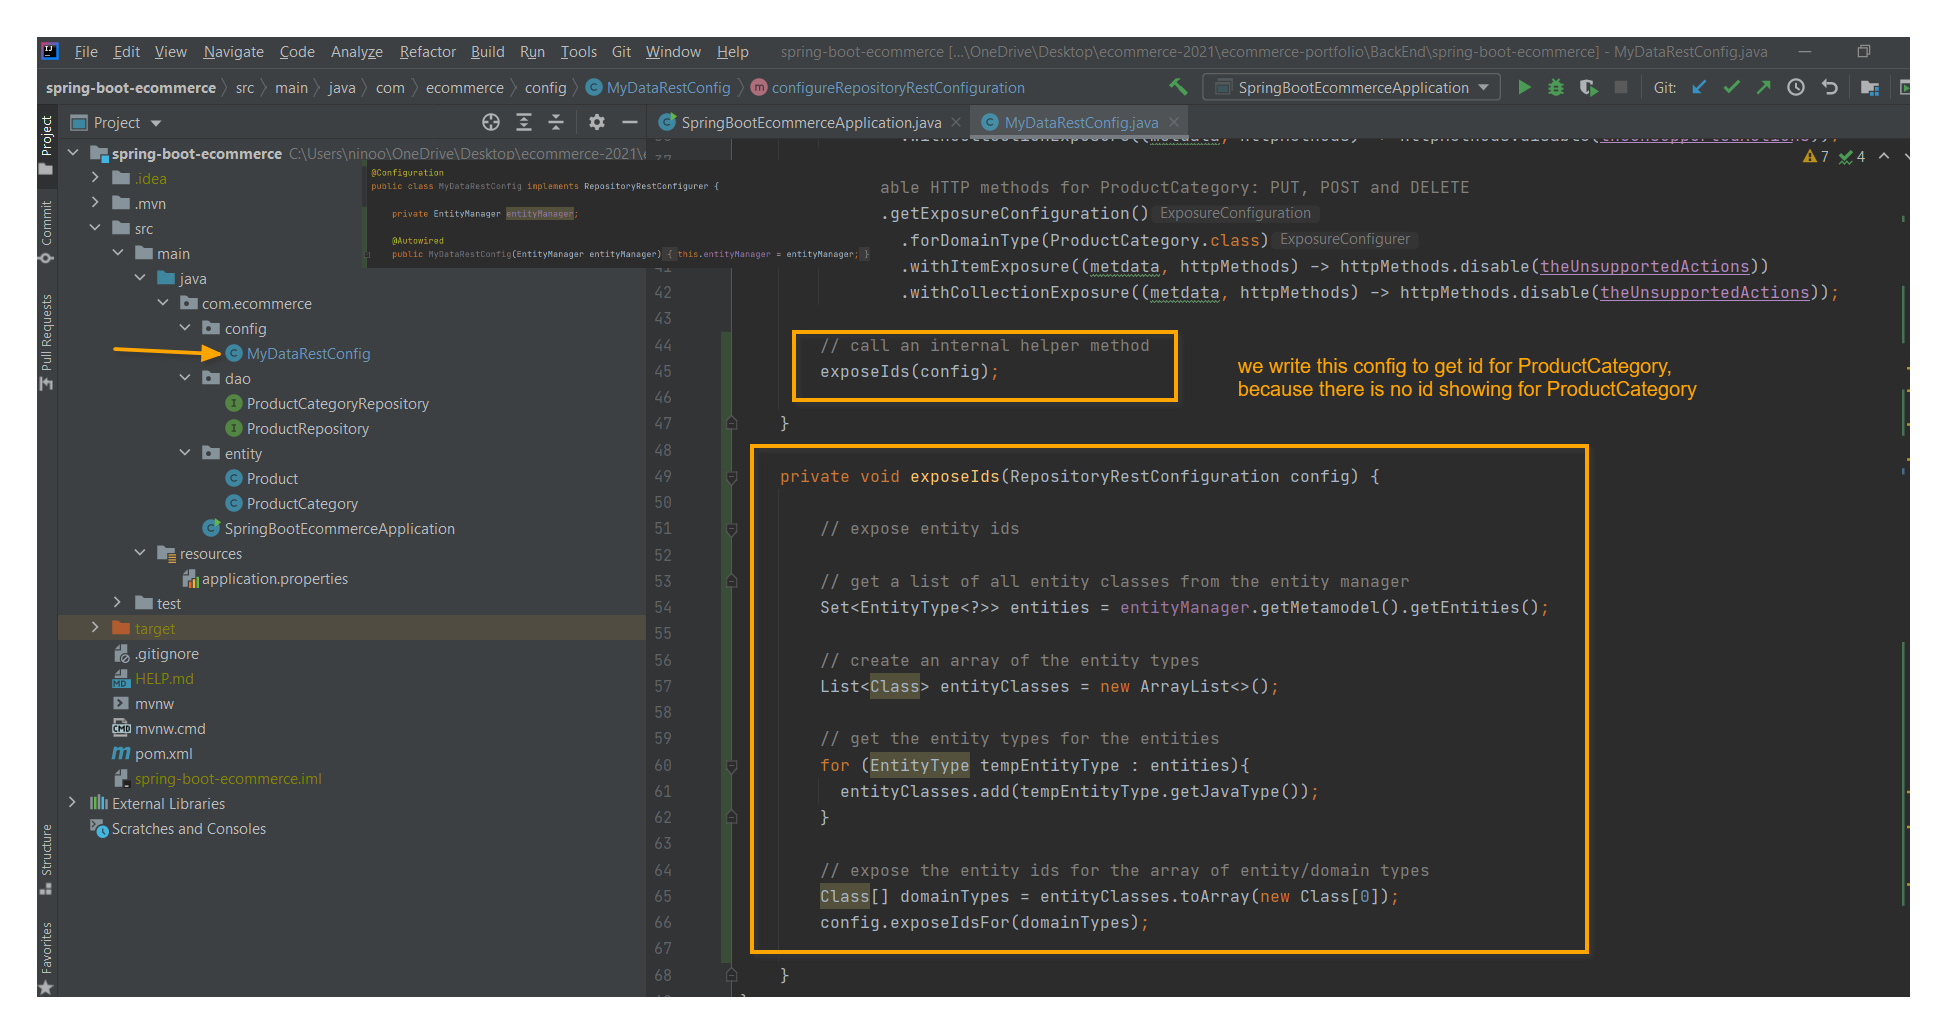 File Edit View Navigate Code Analyze Refactor Build Run Tools Git Window Help spring-boot-ecommerce [...\OneDrive\Desktop\ecommerce-2021\ecommerce-portfolio\BackEnd\spring-boot-ecommerce] - MyDataRestConfig.java
spring-boot-ecommerce src main java com ecommerce config MyDataRestConfig configureRepositoryRestConfiguration SpringBootEcommerceApplication Git:
Project
SpringBootEcommerceApplication.java
MyDataRestConfig.java
Project
Commit
Pull Requests
Structure
Favorites
spring-boot-ecommerce C:\Users\ninoo\OneDrive\Desktop\ecommerce-2021\
.idea
.mvn
src
main
java
com.ecommerce
config
MyDataRestConfig
dao
ProductCategoryRepository
ProductRepository
entity
Product
ProductCategory
SpringBootEcommerceApplication
resources
application.properties
test
target
.gitignore
HELP.md
mvnw
mvnw.cmd
pom.xml
spring-boot-ecommerce.iml
External Libraries
Scratches and Consoles
@Configuration
public class MyDataRestConfig implements RepositoryRestConfigurer {
private EntityManager entityManager;
@Autowired
public MyDataRestConfig(EntityManager entityManager) { this.entityManager = entityManager; }
7 4
able HTTP methods for ProductCategory: PUT, POST and DELETE
.getExposureConfiguration() ExposureConfiguration
.forDomainType(ProductCategory.class) ExposureConfigurer
.withItemExposure((metdata, httpMethods) -> httpMethods.disable(theUnsupportedActions))
42 .withCollectionExposure((metdata, httpMethods) -> httpMethods.disable(theUnsupportedActions));
43
44 // call an internal helper method
45 exposeIds(config);
46
47 }
48
49 private void exposeIds(RepositoryRestConfiguration config) {
50
51 // expose entity ids
52
53 // get a list of all entity classes from the entity manager
54 Set<EntityType<?>> entities = entityManager.getMetamodel().getEntities();
55
56 // create an array of the entity types
57 List<Class> entityClasses = new ArrayList<>();
58
59 // get the entity types for the entities
60 for (EntityType tempEntityType : entities){
61 entityClasses.add(tempEntityType.getJavaType());
62 }
63
64 // expose the entity ids for the array of entity/domain types
65 Class[] domainTypes = entityClasses.toArray(new Class[0]);
66 config.exposeIdsFor(domainTypes);
67
68 }
we write this config to get id for ProductCategory,
because there is no id showing for ProductCategory